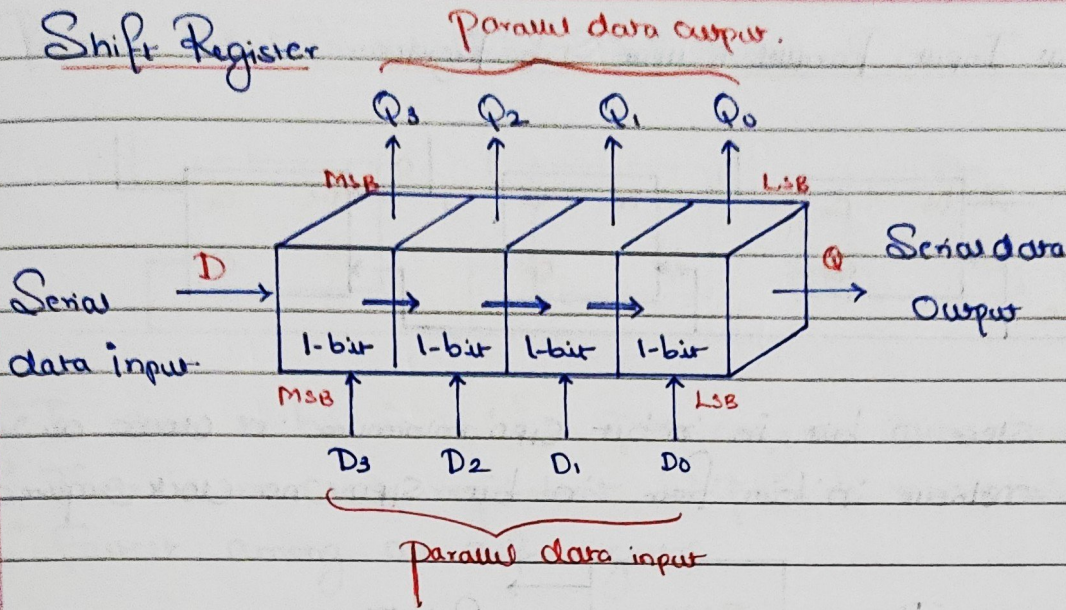 Shift Register
Parallel data output.
Q3 Q2 Q1 Q0
MSB LSB
D
Q
Serial data
Output
Serial
data input
1-bit 1-bit 1-bit 1-bit
MSB LSB
D3 D2 D1 D0
parallel data input